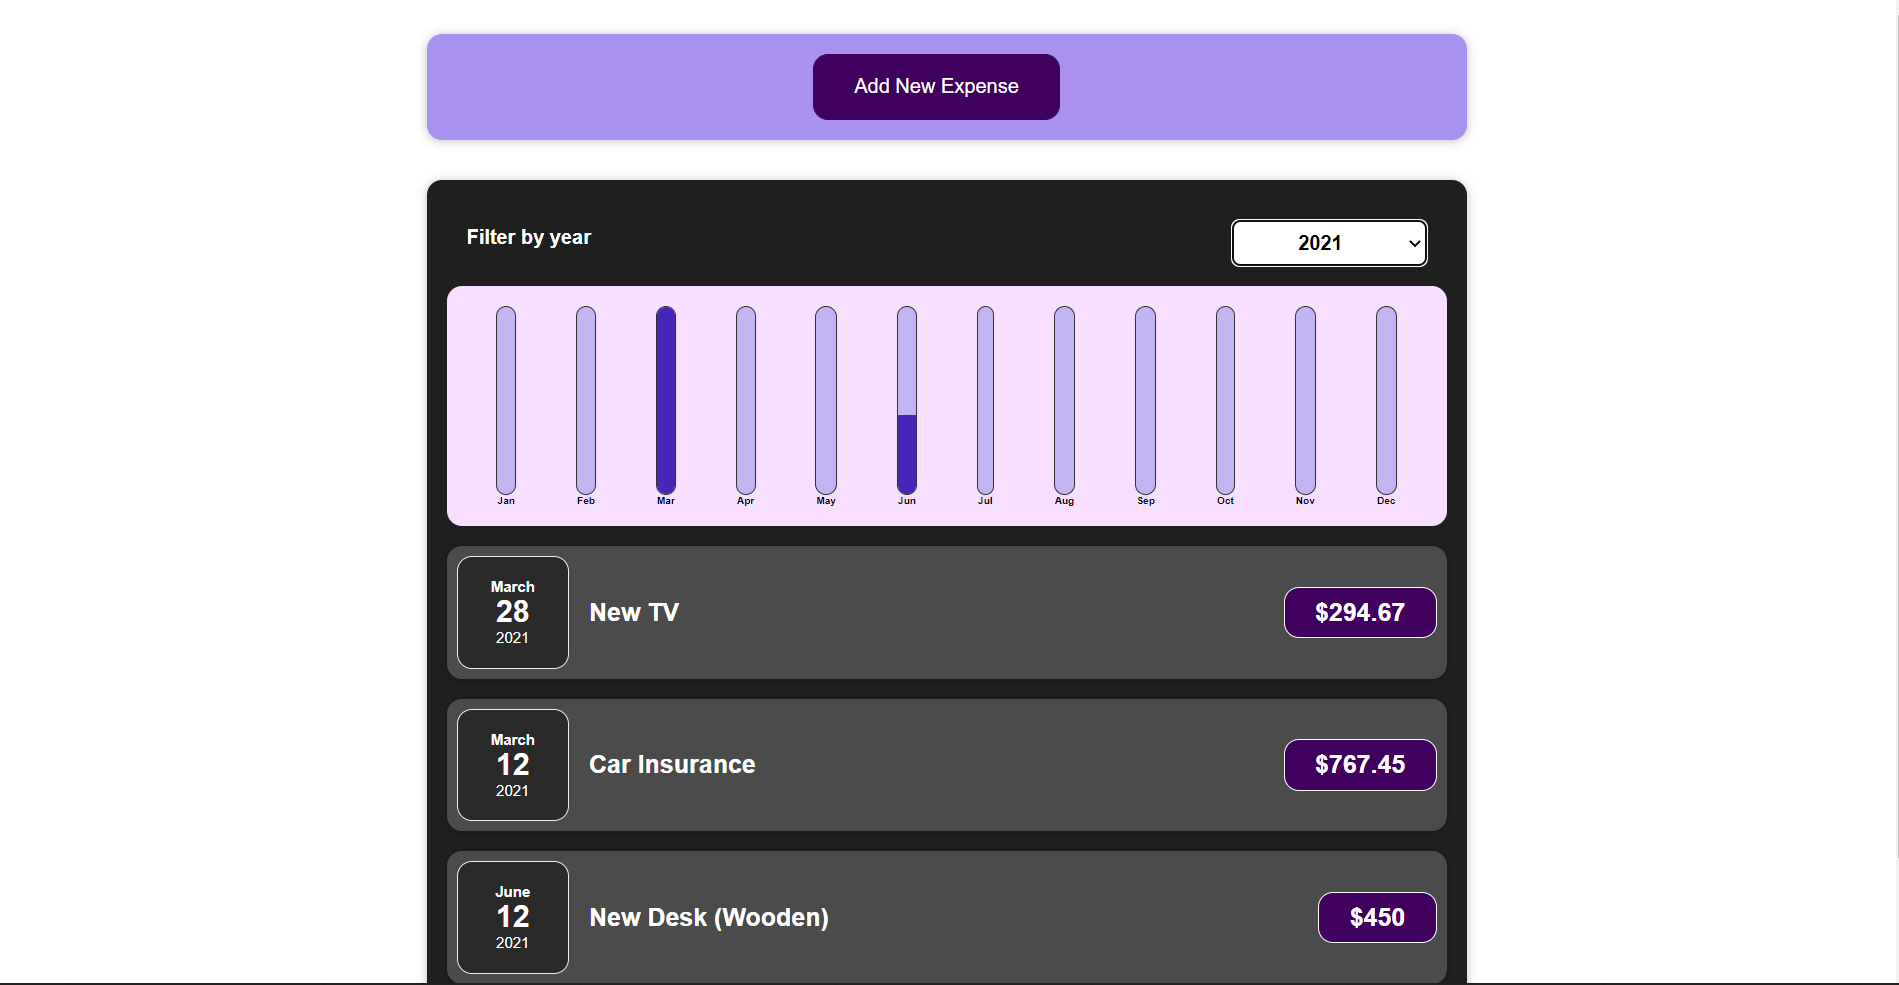 Add New Expense
Filter by year
2021
Jan Feb Mar Apr May Jun Jul Aug Sep Oct Nov Dec
March
28
2021
New TV
$294.67
March
12
2021
Car Insurance
$767.45
June
12
2021
New Desk (Wooden)
$450